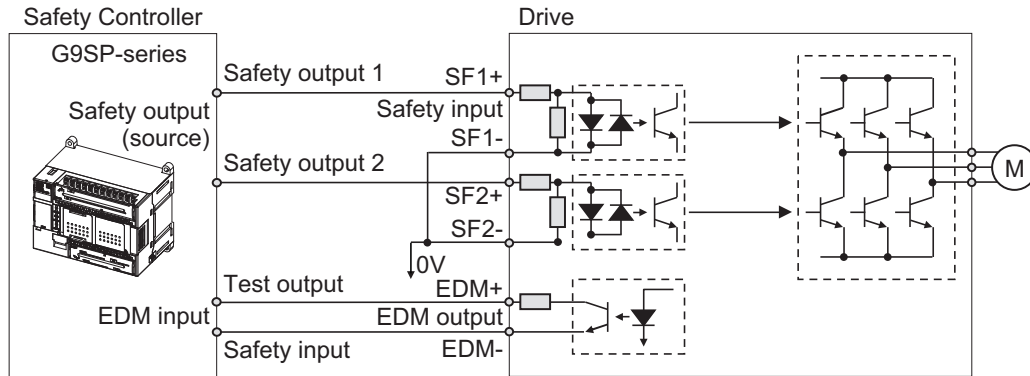 Safety Controller
Drive
G9SP-series
Safety output 1
SF1+
Safety output
(source)
Safety input
SF1-
Safety output 2
SF2+
SF2-
0V
M
Test output
EDM+
EDM input
EDM output
Safety input
EDM-